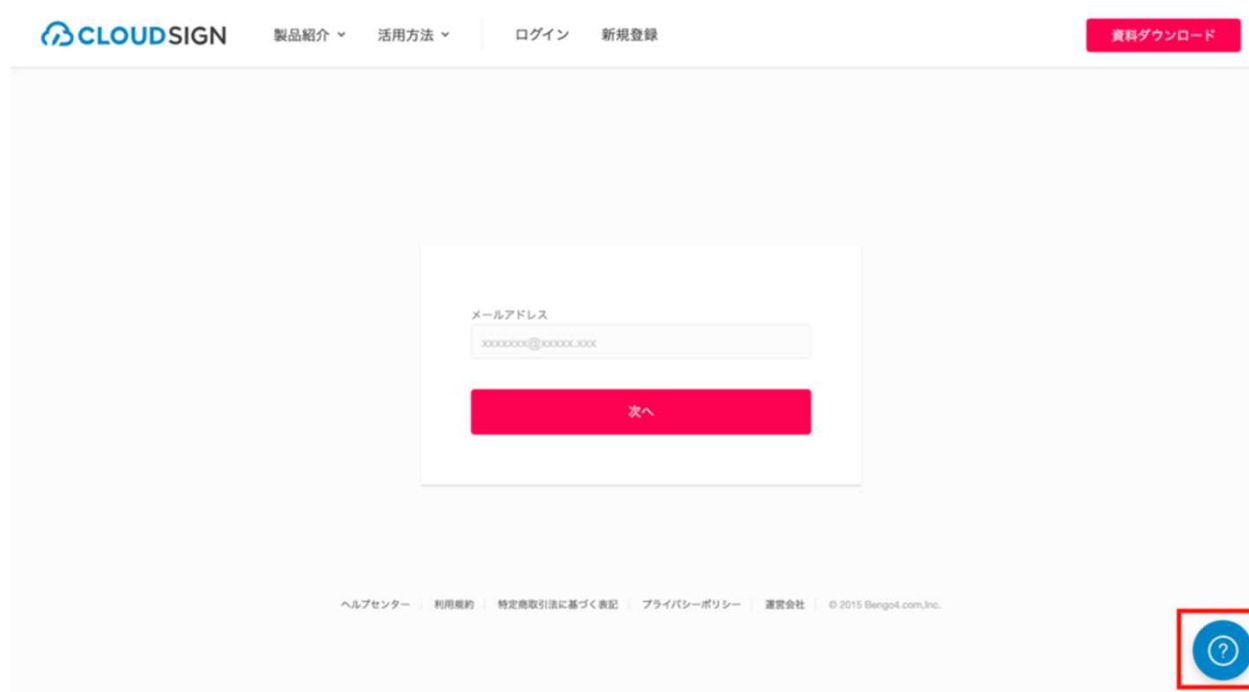 CLOUDSIGN 製品紹介 活用方法 ログイン 新規登録 資料ダウンロード
メールアドレス
xxxxxxx@xxxxx.xxx
次へ
ヘルプセンター 利用規約 特定商取引法に基づく表記 プライバシーポリシー 運営会社 © 2015 Bengo4.com,Inc.
?